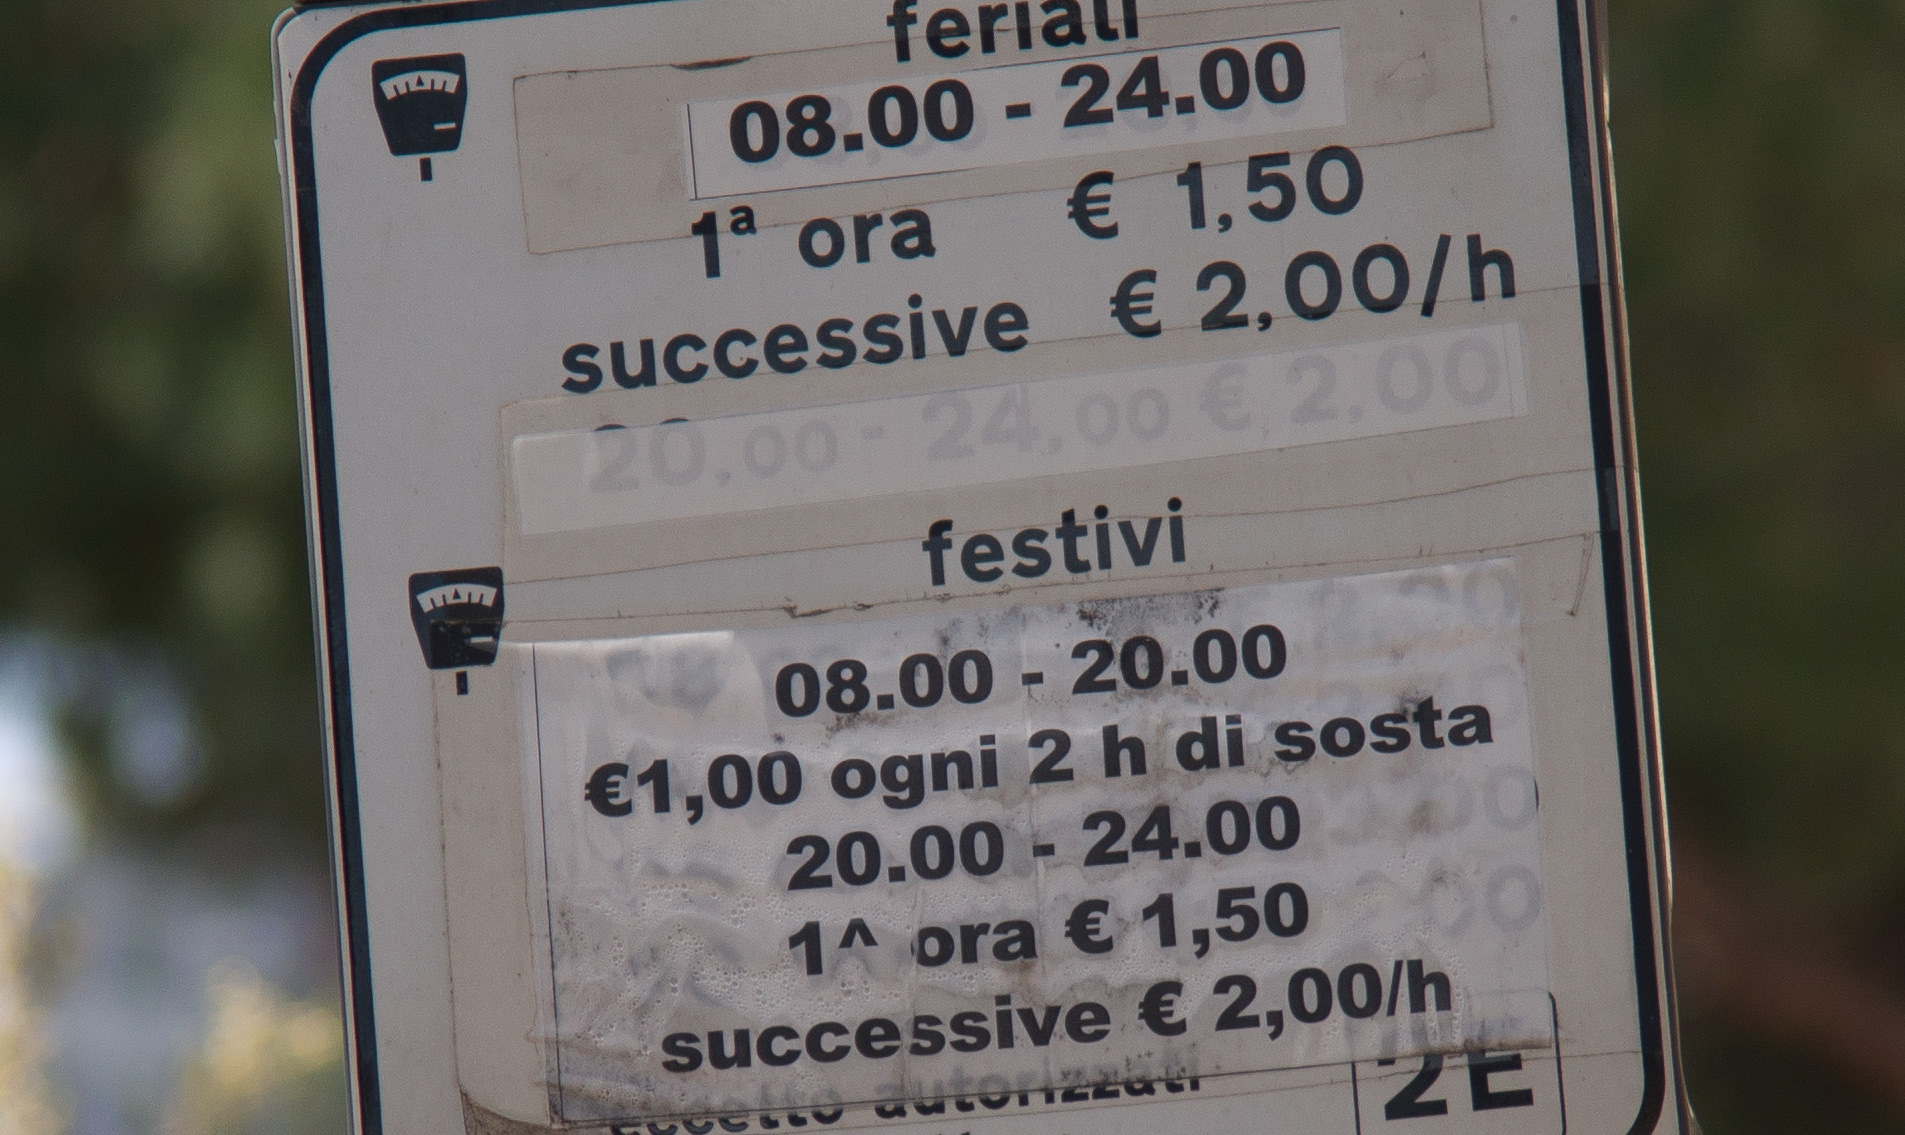 feriali
08.00 - 24.00
1ª ora € 1,50
successive € 2,00/h
20.00 - 24.00 € 2.00
festivi
08.00 - 20.00
€1,00 ogni 2 h di sosta
20.00 - 24.00
1^ ora € 1,50
successive € 2,00/h
eccetto autorizzati
2E